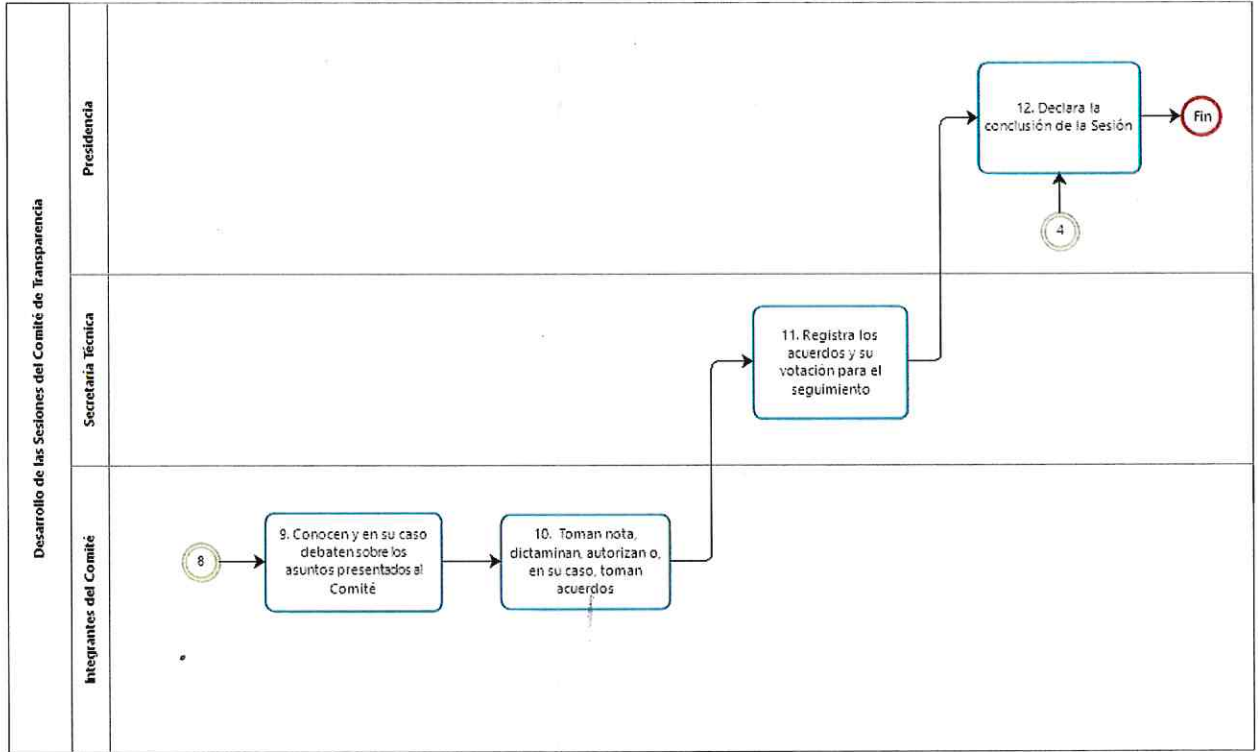 Desarrollo de las Sesiones del Comité de Transparencia
Presidencia
12. Declara la
conclusión de la Sesión
Fin
4
Secretaría Técnica
11. Registra los
acuerdos y su
votación para el
seguimiento
Integrantes del Comité
8
9. Conocen y en su caso
debaten sobre los
asuntos presentados al
Comité
10. Toman nota,
dictaminan, autorizan o,
en su caso, toman
acuerdos